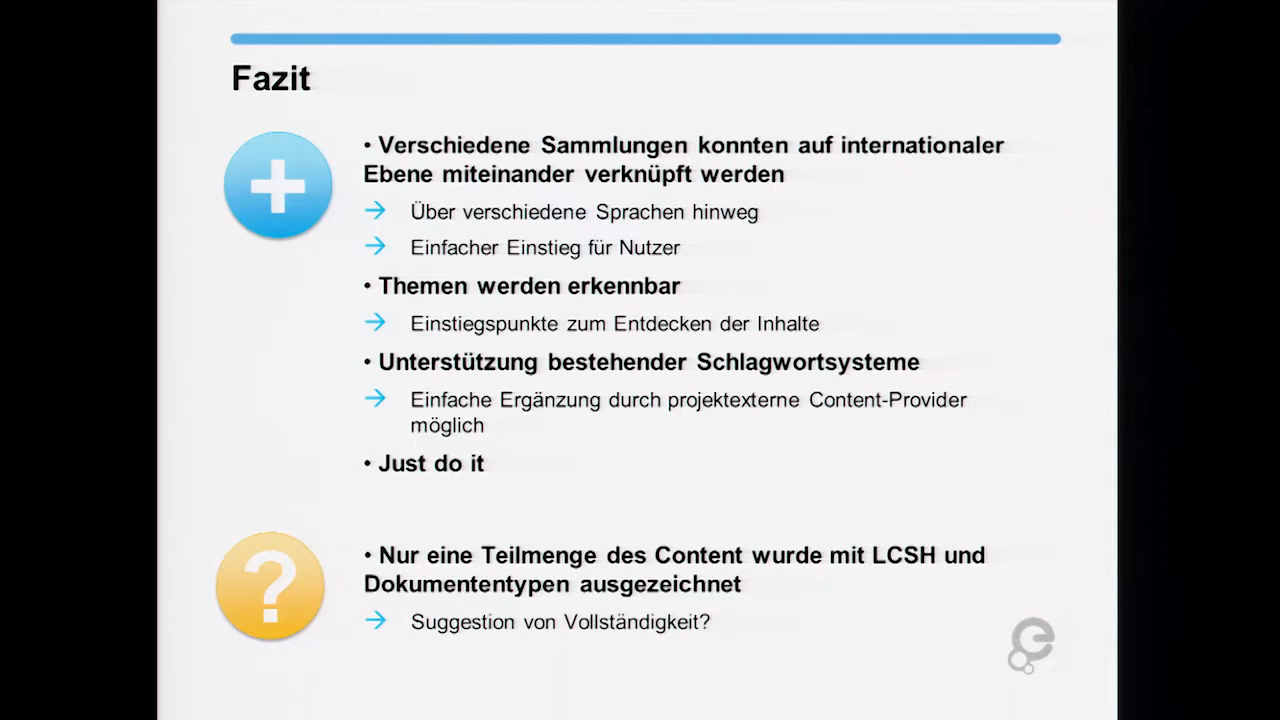 Fazit
• Verschiedene Sammlungen konnten auf internationaler
Ebene miteinander verknüpft werden
→ Über verschiedene Sprachen hinweg
→ Einfacher Einstieg für Nutzer
• Themen werden erkennbar
→ Einstiegspunkte zum Entdecken der Inhalte
• Unterstützung bestehender Schlagwortsysteme
→ Einfache Ergänzung durch projektexterne Content-Provider
möglich
• Just do it
• Nur eine Teilmenge des Content wurde mit LCSH und
Dokumententypen ausgezeichnet
→ Suggestion von Vollständigkeit?